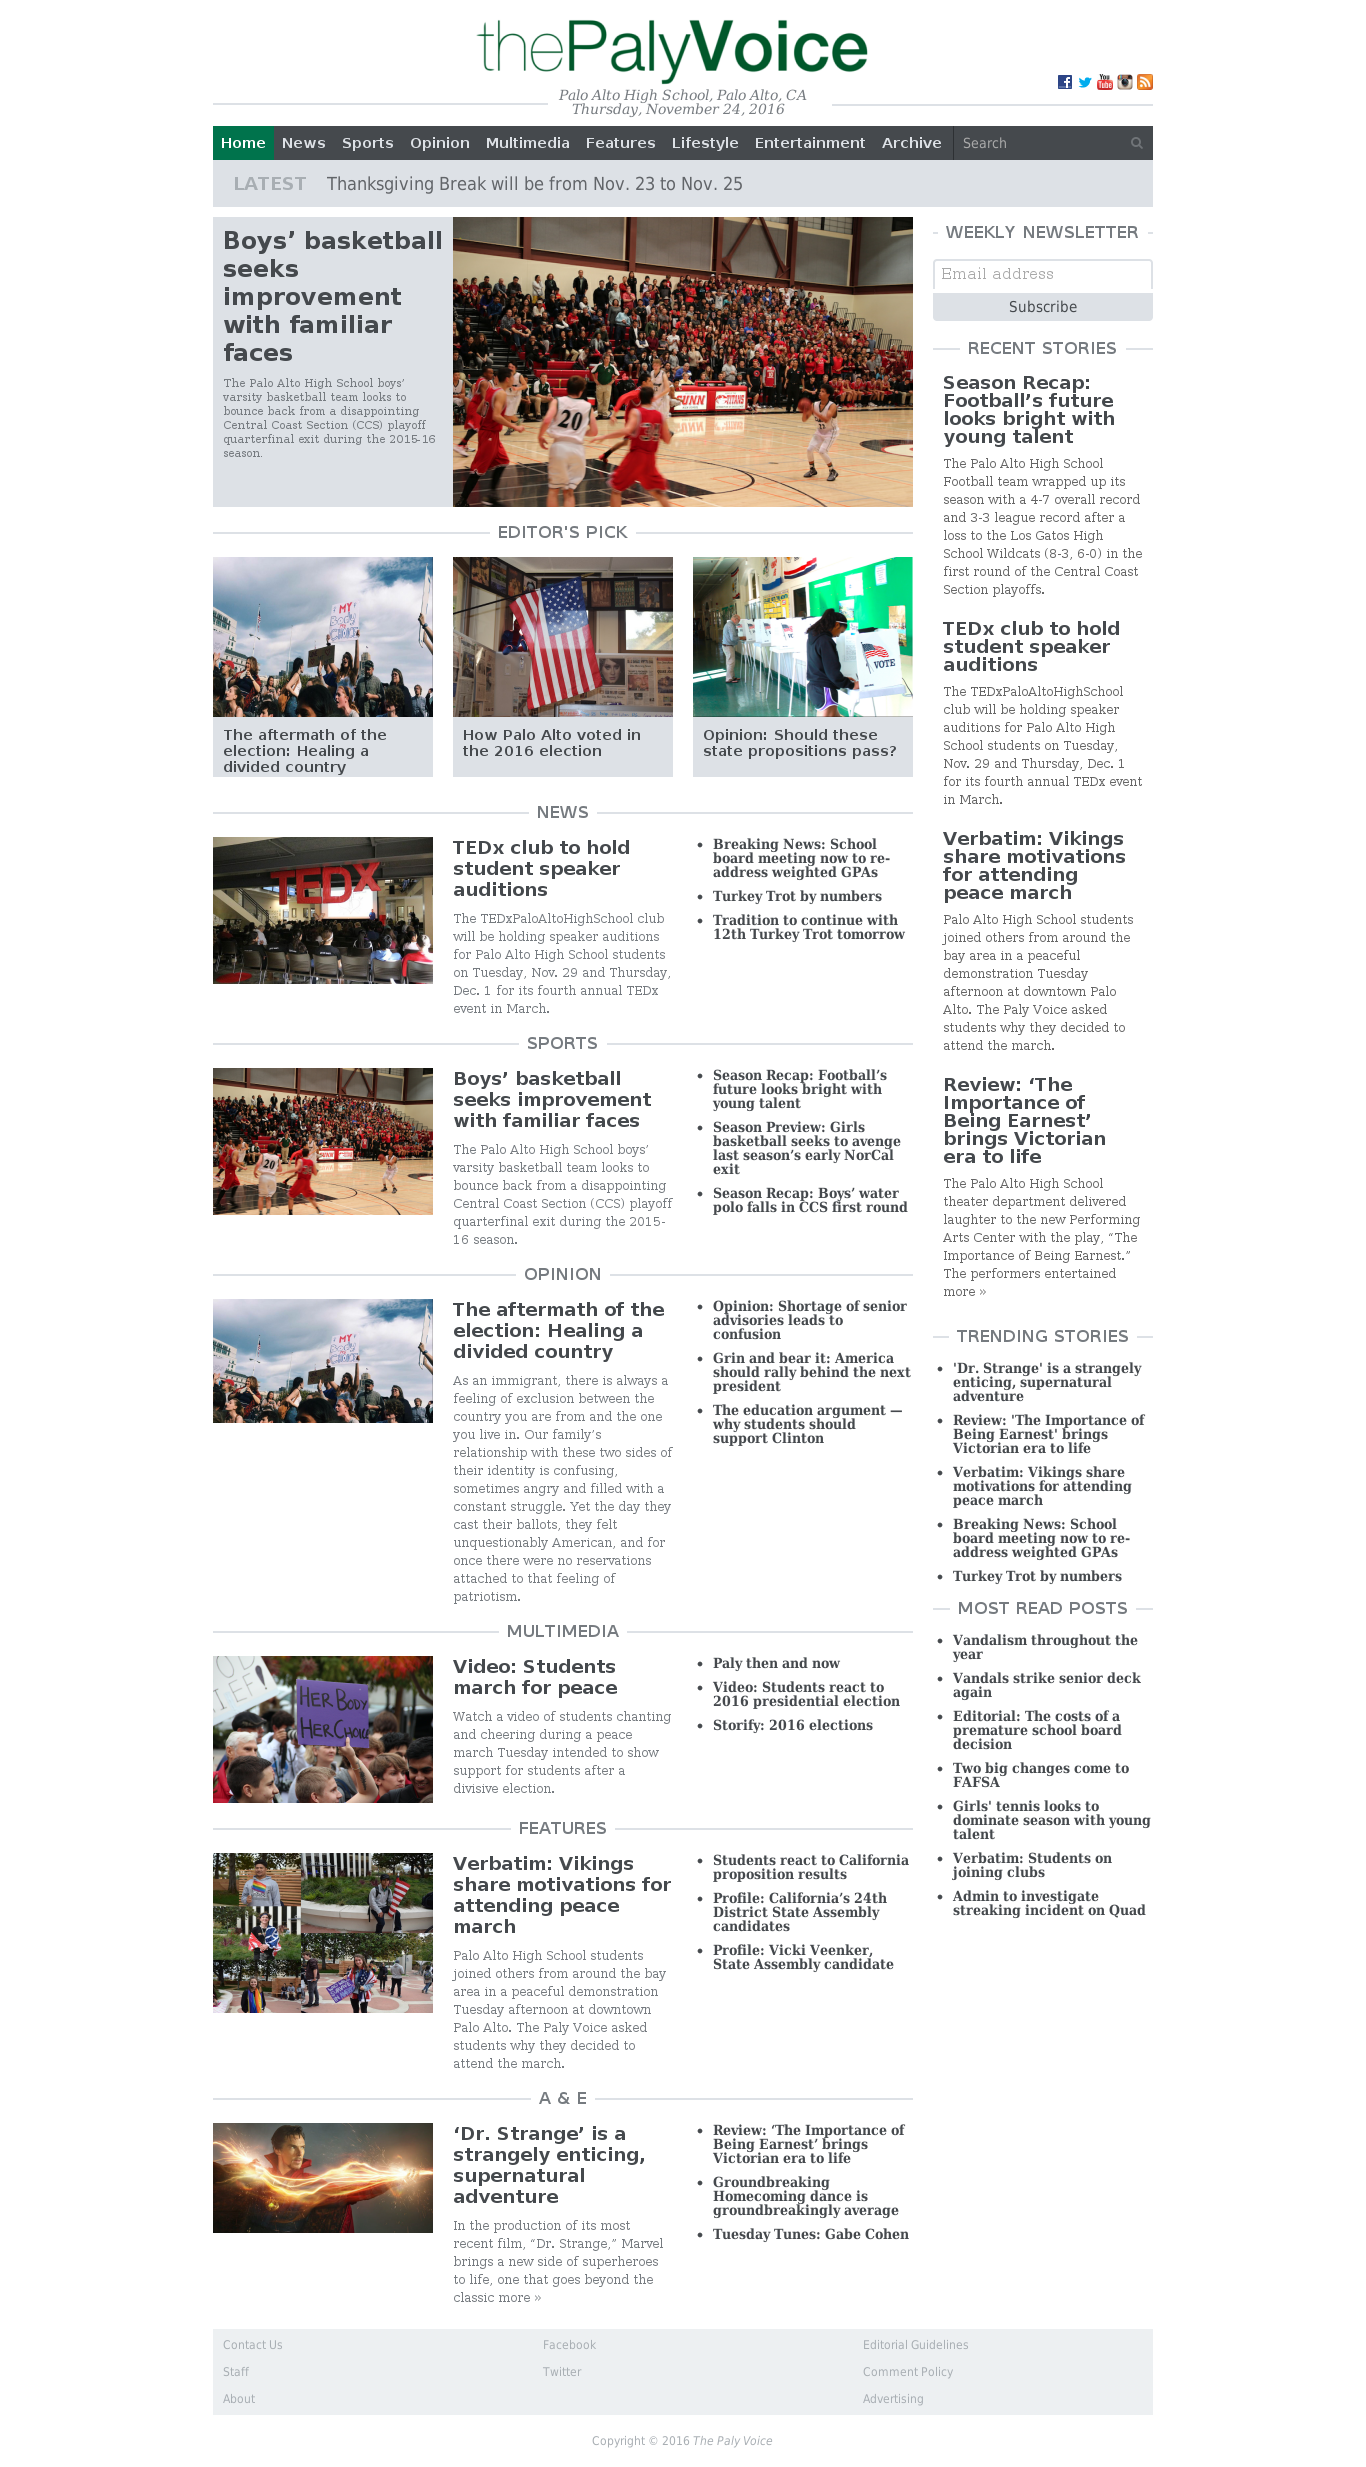 thePalyVoice
Palo Alto High School, Palo Alto, CA
Thursday, November 24, 2016
Home News Sports Opinion Multimedia Features Lifestyle Entertainment Archive Search
LATEST Thanksgiving Break will be from Nov. 23 to Nov. 25
Boys’ basketball
seeks
improvement
with familiar
faces
The Palo Alto High School boys’
varsity basketball team looks to
bounce back from a disappointing
Central Coast Section (CCS) playoff
quarterfinal exit during the 2015-16
season.
20
GUNN TITANS
EDITOR'S PICK
MY
BODY
MY
CHOICE
VOTE
The aftermath of the
election: Healing a
divided country
How Palo Alto voted in
the 2016 election
Opinion: Should these
state propositions pass?
NEWS
TEDx
TEDx club to hold
student speaker
auditions
The TEDxPaloAltoHighSchool club
will be holding speaker auditions
for Palo Alto High School students
on Tuesday, Nov. 29 and Thursday,
Dec. 1 for its fourth annual TEDx
event in March.
• Breaking News: School
board meeting now to re-
address weighted GPAs
• Turkey Trot by numbers
• Tradition to continue with
12th Turkey Trot tomorrow
SPORTS
20
Boys’ basketball
seeks improvement
with familiar faces
The Palo Alto High School boys’
varsity basketball team looks to
bounce back from a disappointing
Central Coast Section (CCS) playoff
quarterfinal exit during the 2015-
16 season.
• Season Recap: Football’s
future looks bright with
young talent
• Season Preview: Girls
basketball seeks to avenge
last season’s early NorCal
exit
• Season Recap: Boys’ water
polo falls in CCS first round
OPINION
MY
BODY
MY
CHOICE
The aftermath of the
election: Healing a
divided country
As an immigrant, there is always a
feeling of exclusion between the
country you are from and the one
you live in. Our family’s
relationship with these two sides of
their identity is confusing,
sometimes angry and filled with a
constant struggle. Yet the day they
cast their ballots, they felt
unquestionably American, and for
once there were no reservations
attached to that feeling of
patriotism.
• Opinion: Shortage of senior
advisories leads to
confusion
• Grin and bear it: America
should rally behind the next
president
• The education argument —
why students should
support Clinton
MULTIMEDIA
HER BODY
HER CHOICE
Video: Students
march for peace
Watch a video of students chanting
and cheering during a peace
march Tuesday intended to show
support for students after a
divisive election.
• Paly then and now
• Video: Students react to
2016 presidential election
• Storify: 2016 elections
FEATURES
Verbatim: Vikings
share motivations for
attending peace
march
Palo Alto High School students
joined others from around the bay
area in a peaceful demonstration
Tuesday afternoon at downtown
Palo Alto. The Paly Voice asked
students why they decided to
attend the march.
• Students react to California
proposition results
• Profile: California’s 24th
District State Assembly
candidates
• Profile: Vicki Veenker,
State Assembly candidate
A & E
‘Dr. Strange’ is a
strangely enticing,
supernatural
adventure
In the production of its most
recent film, “Dr. Strange,” Marvel
brings a new side of superheroes
to life, one that goes beyond the
classic more »
• Review: ‘The Importance of
Being Earnest’ brings
Victorian era to life
• Groundbreaking
Homecoming dance is
groundbreakingly average
• Tuesday Tunes: Gabe Cohen
WEEKLY NEWSLETTER
Email address
Subscribe
RECENT STORIES
Season Recap:
Football’s future
looks bright with
young talent
The Palo Alto High School
Football team wrapped up its
season with a 4-7 overall record
and 3-3 league record after a
loss to the Los Gatos High
School Wildcats (8-3, 6-0) in the
first round of the Central Coast
Section playoffs.
TEDx club to hold
student speaker
auditions
The TEDxPaloAltoHighSchool
club will be holding speaker
auditions for Palo Alto High
School students on Tuesday,
Nov. 29 and Thursday, Dec. 1
for its fourth annual TEDx event
in March.
Verbatim: Vikings
share motivations
for attending
peace march
Palo Alto High School students
joined others from around the
bay area in a peaceful
demonstration Tuesday
afternoon at downtown Palo
Alto. The Paly Voice asked
students why they decided to
attend the march.
Review: ‘The
Importance of
Being Earnest’
brings Victorian
era to life
The Palo Alto High School
theater department delivered
laughter to the new Performing
Arts Center with the play, “The
Importance of Being Earnest.”
The performers entertained
more »
TRENDING STORIES
• 'Dr. Strange' is a strangely
enticing, supernatural
adventure
• Review: 'The Importance of
Being Earnest' brings
Victorian era to life
• Verbatim: Vikings share
motivations for attending
peace march
• Breaking News: School
board meeting now to re-
address weighted GPAs
• Turkey Trot by numbers
MOST READ POSTS
• Vandalism throughout the
year
• Vandals strike senior deck
again
• Editorial: The costs of a
premature school board
decision
• Two big changes come to
FAFSA
• Girls' tennis looks to
dominate season with young
talent
• Verbatim: Students on
joining clubs
• Admin to investigate
streaking incident on Quad
Contact Us Facebook Editorial Guidelines
Staff Twitter Comment Policy
About Advertising
Copyright © 2016 The Paly Voice